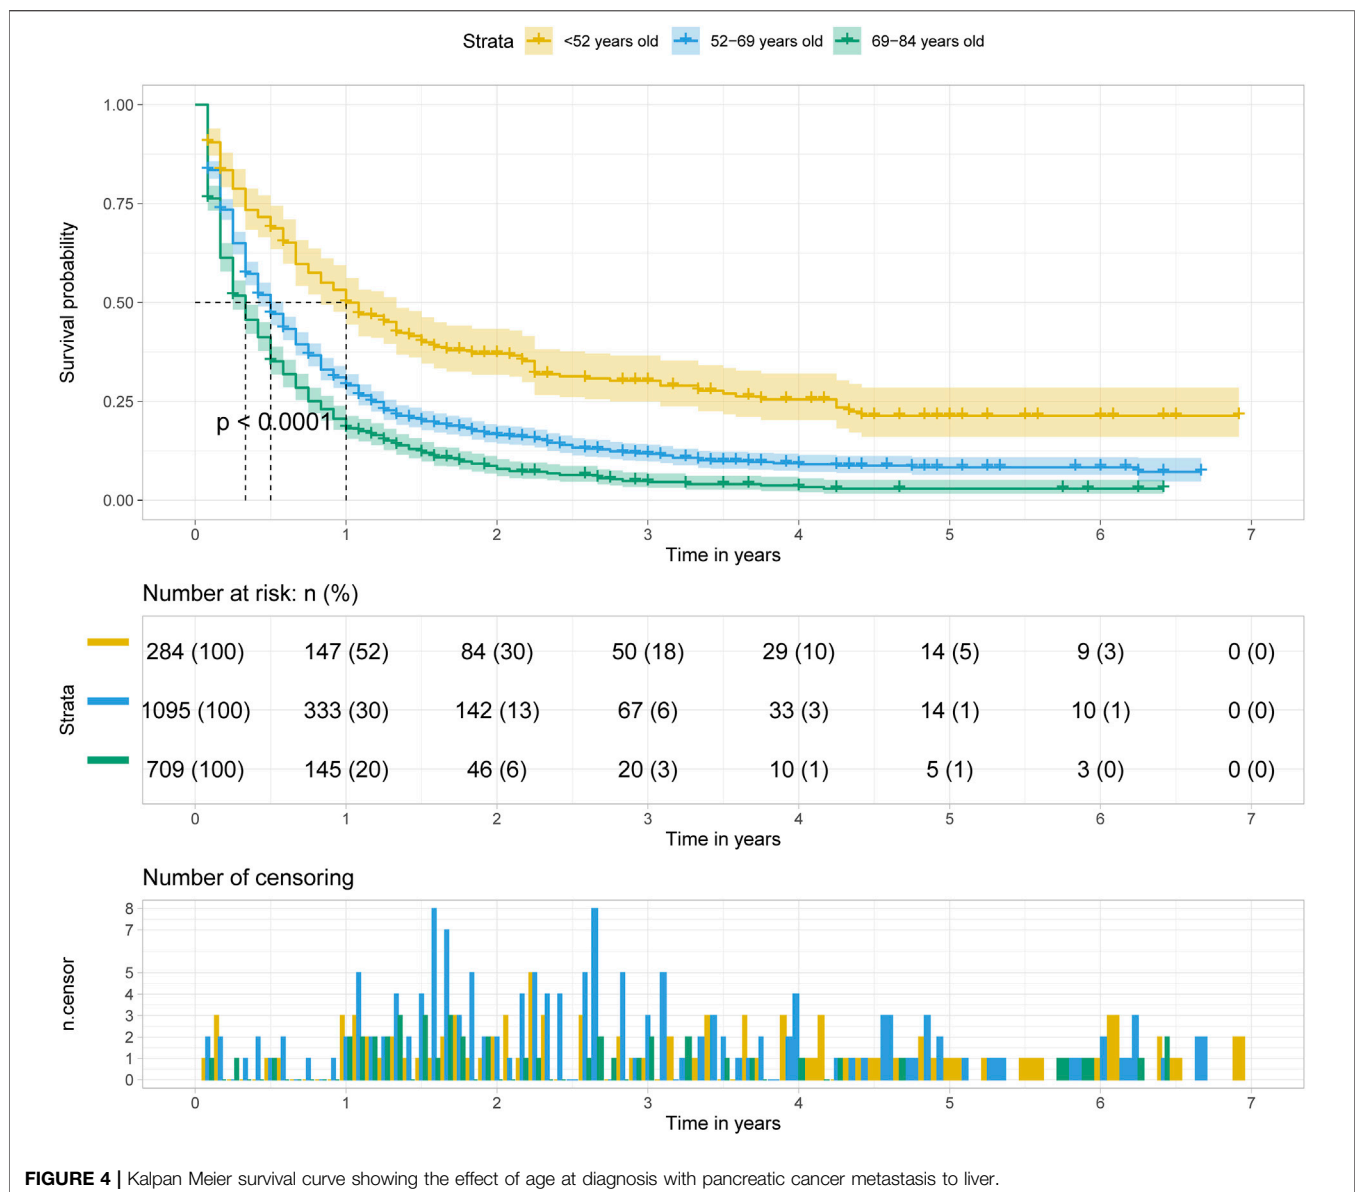 Strata <52 years old 52−69 years old 69−84 years old
Survival probability
1.00
0.75
0.50
0.25
0.00
p < 0.0001
0 1 2 3 4 5 6 7
Time in years
Number at risk: n (%)
Strata
284 (100) 147 (52) 84 (30) 50 (18) 29 (10) 14 (5) 9 (3) 0 (0)
1095 (100) 333 (30) 142 (13) 67 (6) 33 (3) 14 (1) 10 (1) 0 (0)
709 (100) 145 (20) 46 (6) 20 (3) 10 (1) 5 (1) 3 (0) 0 (0)
0 1 2 3 4 5 6 7
Time in years
Number of censoring
n.censor
8
7
5
4
3
2
1
0
0 1 2 3 4 5 6 7
Time in years
FIGURE 4 | Kalpan Meier survival curve showing the effect of age at diagnosis with pancreatic cancer metastasis to liver.